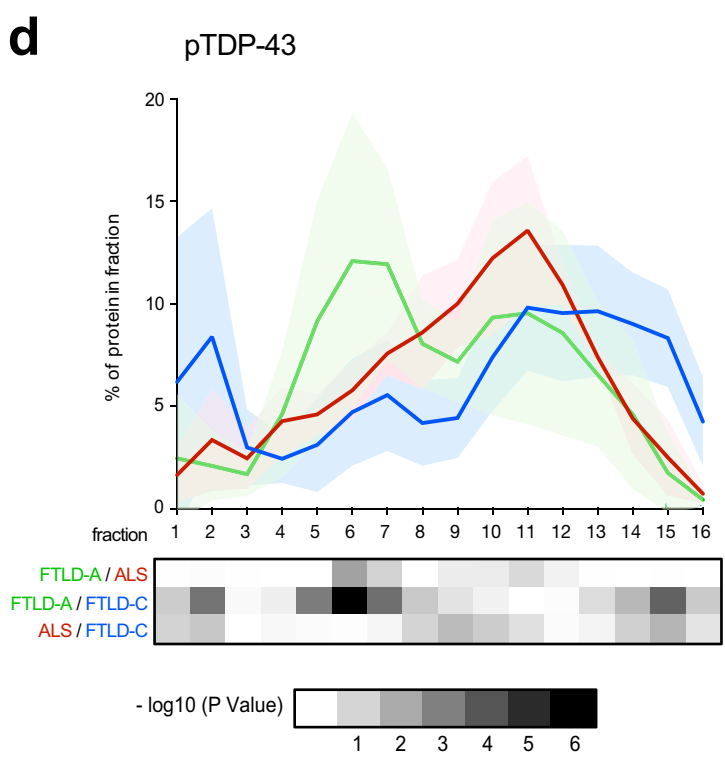 d
pTDP-43
20
15
10
5
0
% of protein in fraction
fraction 1 2 3 4 5 6 7 8 9 10 11 12 13 14 15 16
FTLD-A / ALS
FTLD-A / FTLD-C
ALS / FTLD-C
- log10 (P Value)
1 2 3 4 5 6